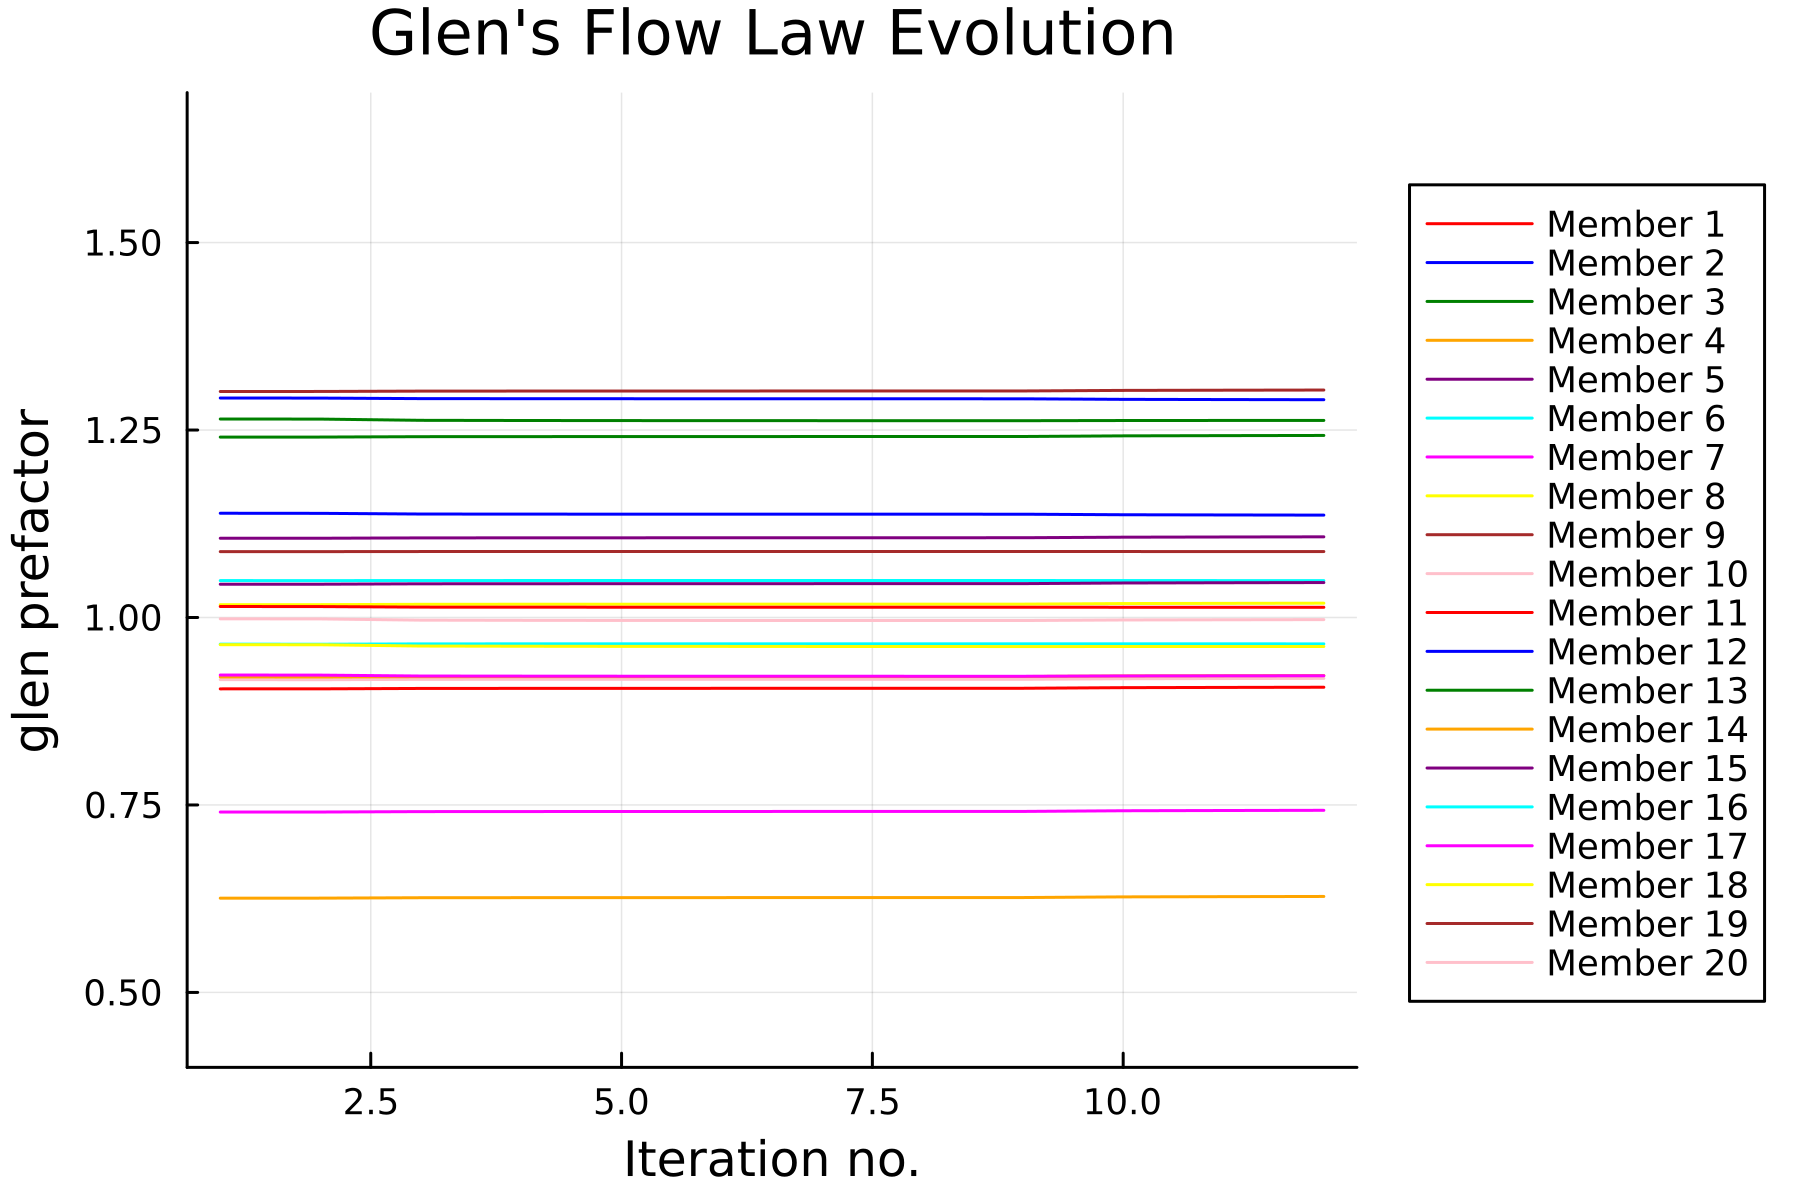 Glen's Flow Law Evolution
glen prefactor
1.50
1.25
1.00
0.75
0.50
2.5 5.0 7.5 10.0
Iteration no.
Member 1
Member 2
Member 3
Member 4
Member 5
Member 6
Member 7
Member 8
Member 9
Member 10
Member 11
Member 12
Member 13
Member 14
Member 15
Member 16
Member 17
Member 18
Member 19
Member 20